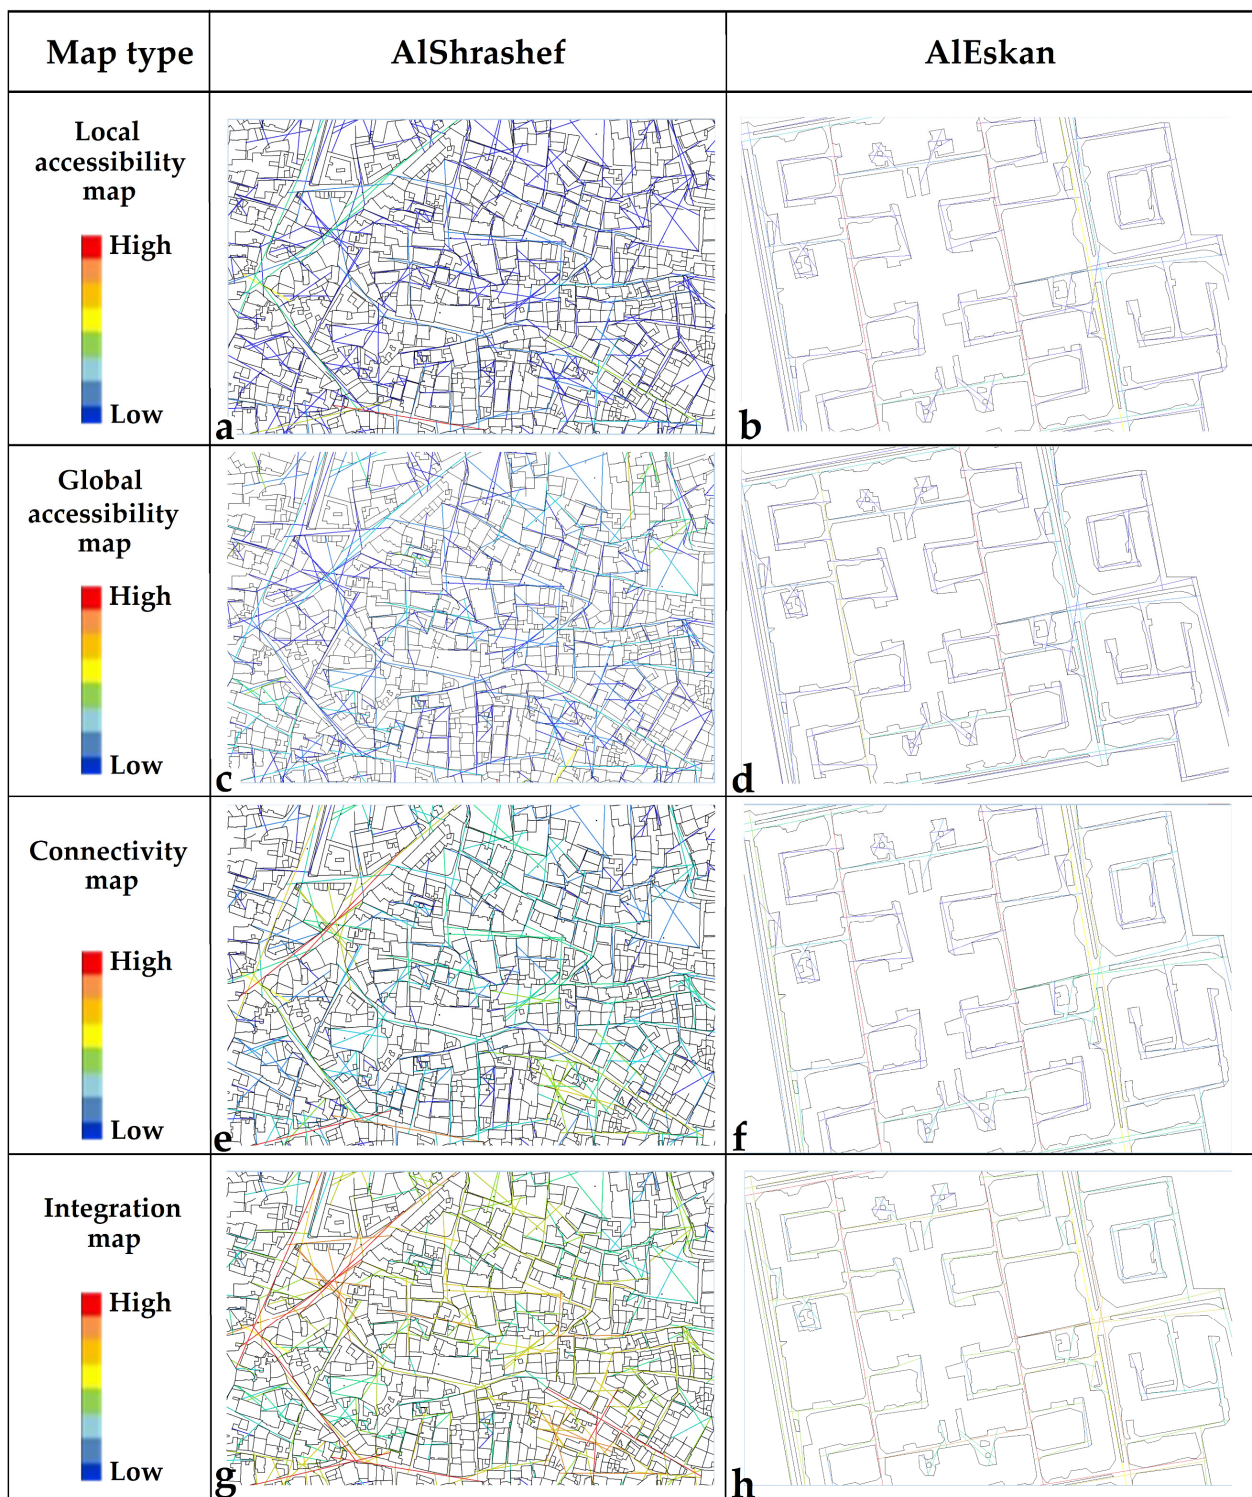 Map type AlShrashef AlEskan
Local
accessibility
map
High
Low
a b
Global
accessibility
map
High
Low
c d
Connectivity
map
High
Low
e f
Integration
map
High
Low
g h